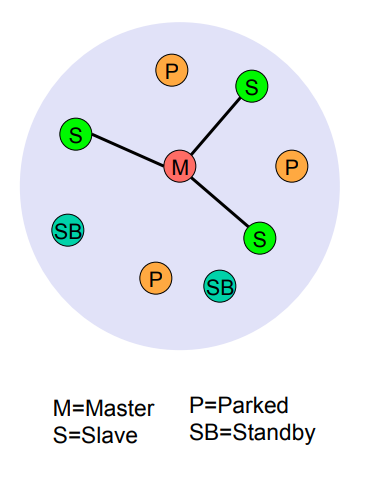 P
S
S
M
P
SB
S
P
SB
M=Master
S=Slave
P=Parked
SB=Standby